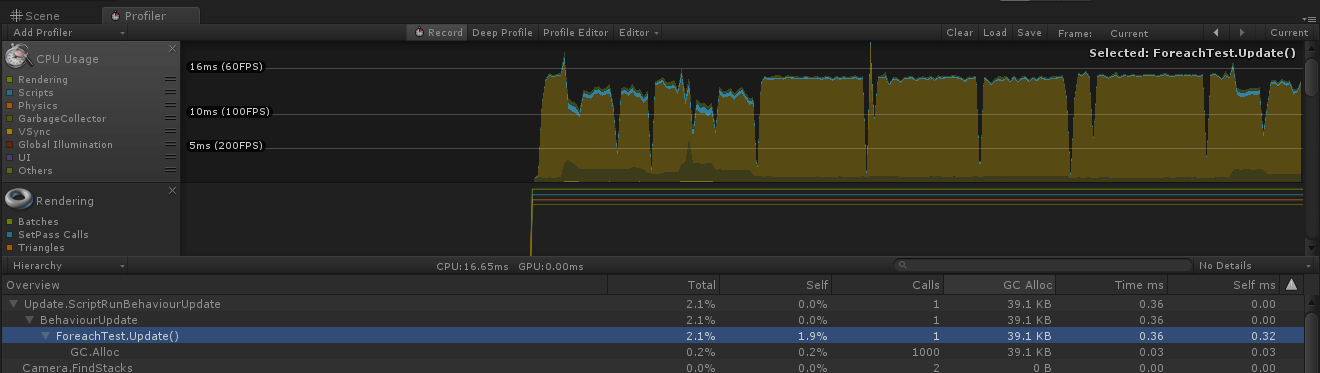 Scene Profiler
Add Profiler Record Deep Profile Profile Editor Editor Clear Load Save Frame: Current Current
CPU Usage
Selected: ForeachTest.Update()
16ms (60FPS)
Rendering
Scripts
Physics
10ms (100FPS)
GarbageCollector
VSync
Global Illumination
5ms (200FPS)
UI
Others
Rendering
Batches
SetPass Calls
Triangles
Hierarchy CPU:16.65ms GPU:0.00ms No Details
Overview Total Self Calls GC Alloc Time ms Self ms
Update.ScriptRunBehaviourUpdate 2.1% 0.0% 1 39.1 KB 0.36 0.00
BehaviourUpdate 2.1% 0.0% 1 39.1 KB 0.36 0.00
ForeachTest.Update() 2.1% 1.9% 1 39.1 KB 0.36 0.32
GC.Alloc 0.2% 0.2% 1000 39.1 KB 0.03 0.03
Camera.FindStacks 0.0% 0.0% 2 0 B 0.00 0.00